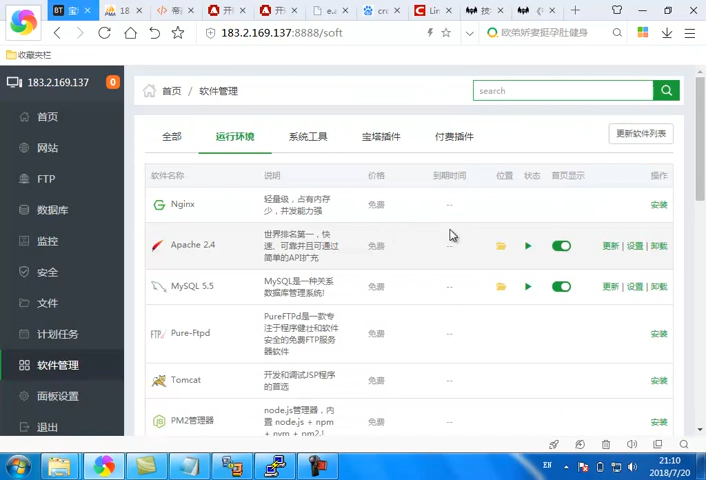 BT 宝
183.2.169.137:8888/soft
欧弟娇妻挺孕肚健身
收藏夹栏
183.2.169.137 0
首页 / 软件管理
search
首页
网站
FTP
数据库
监控
安全
文件
计划任务
软件管理
面板设置
退出
全部 运行环境 系统工具 宝塔插件 付费插件 更新软件列表
软件名称 说明 价格 到期时间 位置 状态 首页显示 操作
Nginx 轻量级，占有内存 免费 -- 安装
少，并发能力强
世界排名第一，快
Apache 2.4 速、可靠并且可通过 免费 -- 更新 | 设置 | 卸载
简单的API扩充
MySQL 5.5 MySQL是一种关系 免费 -- 更新 | 设置 | 卸载
数据库管理系统!
PureFTPd是一款专
Pure-Ftpd 注于程序健壮和软件 免费 -- 安装
安全的免费FTP服务
器软件
Tomcat 开发和调试JSP程序 免费 -- 安装
的首选
node.js管理器，内
PM2管理器 置 node.js + npm 免费 -- 安装
+ nvm + pm2.!
EN
21:10
2018/7/20